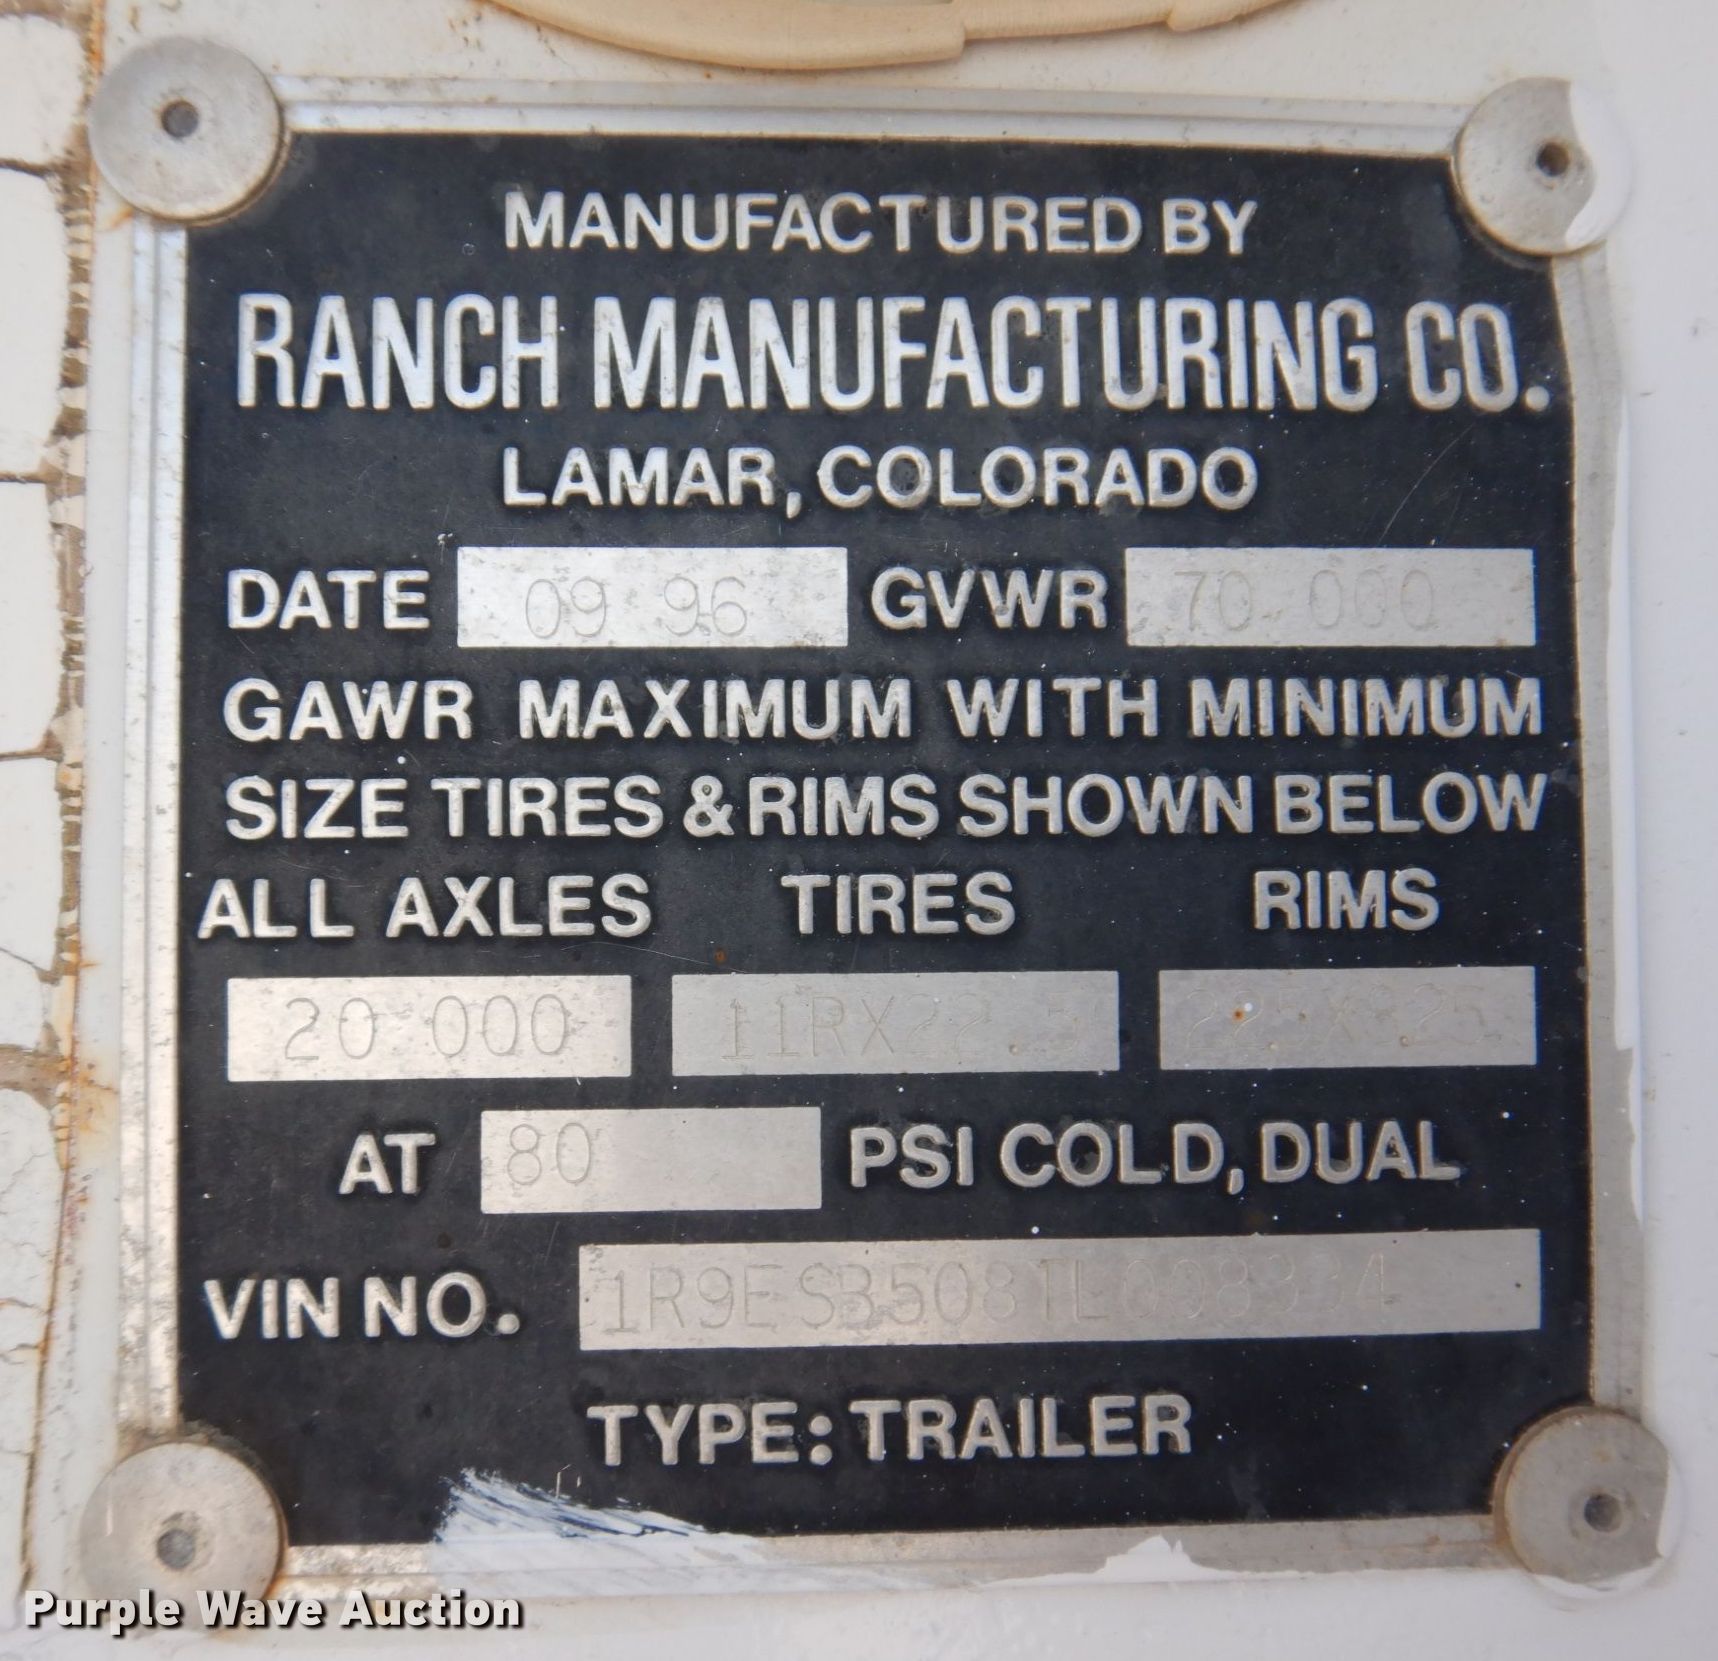 MANUFACTURED BY
RANCH MANUFACTURING CO.
LAMAR, COLORADO
DATE 09 96 GVWR 70 000
GAWR MAXIMUM WITH MINIMUM
SIZE TIRES & RIMS SHOWN BELOW
ALL AXLES TIRES RIMS
20 000 11RX22.5 225X825
AT 80 PSI COLD, DUAL
VIN NO. 1R9ESB508TL008334
TYPE: TRAILER
Purple Wave Auction